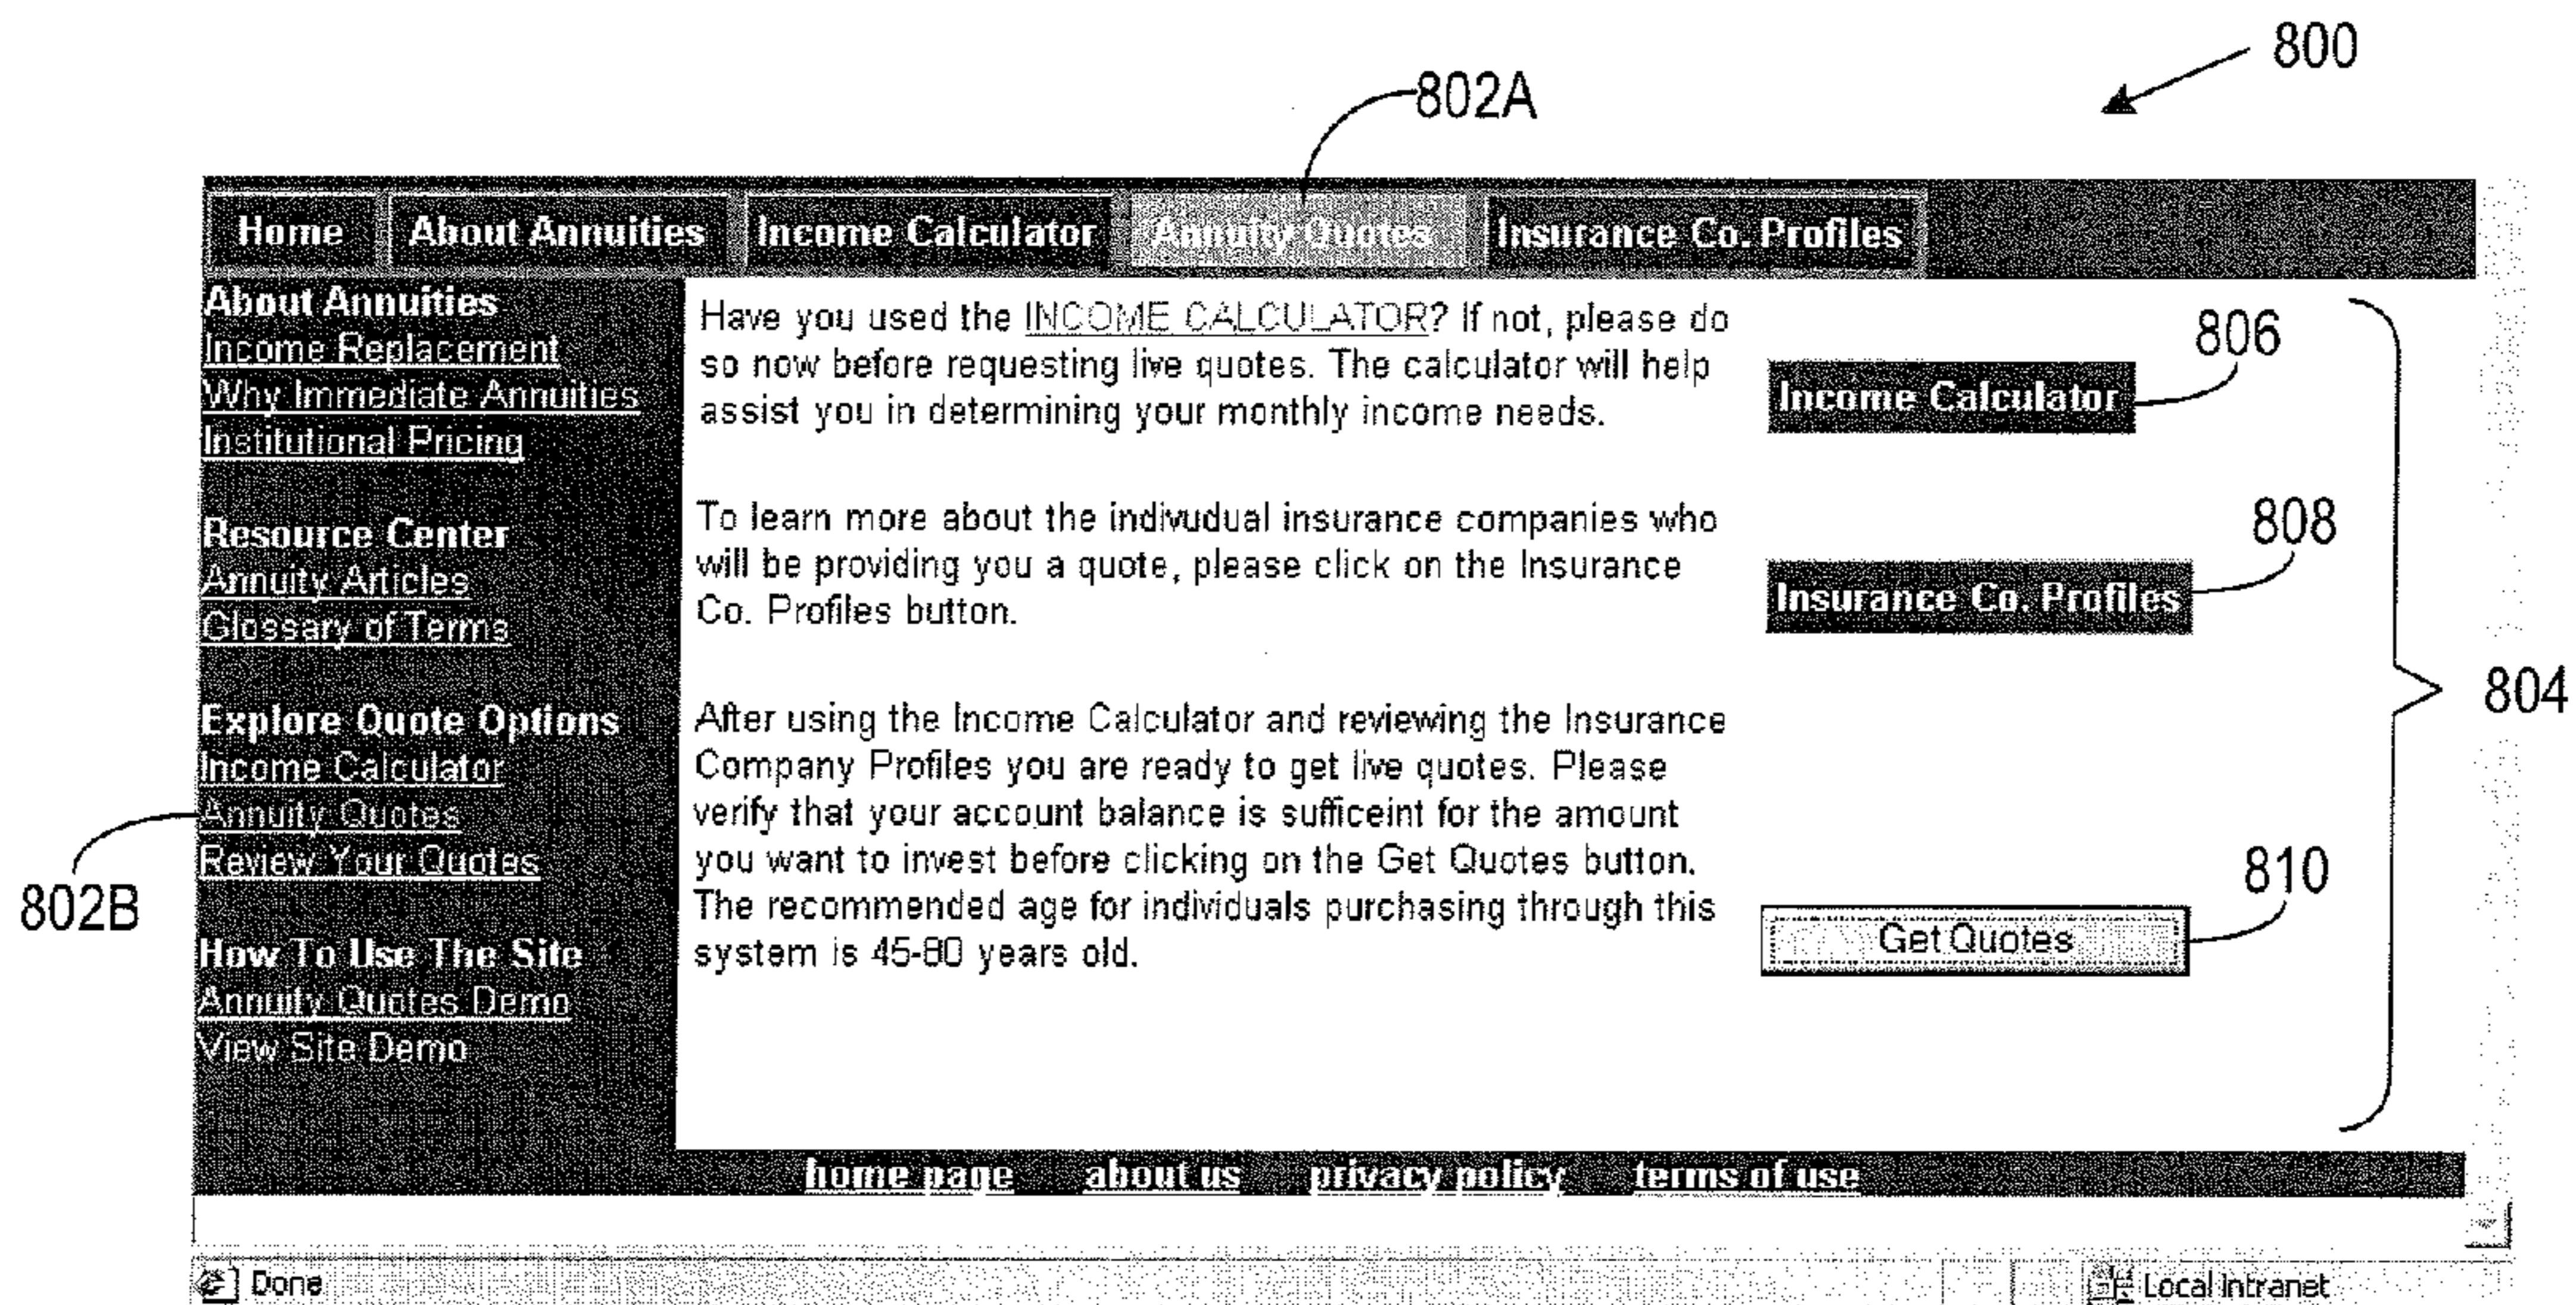 800
802A
Home About Annuities Income Calculator Annuity Quotes Insurance Co. Profiles
About Annuities
Income Replacement
Why Immediate Annuities
Institutional Pricing
Resource Center
Annuity Articles
Glossary of Terms
Explore Quote Options
Income Calculator
Annuity Quotes
Review Your Quotes
802B
How To Use The Site
Annuity Quotes Demo
View Site Demo
Have you used the INCOME CALCULATOR? If not, please do
so now before requesting live quotes. The calculator will help
assist you in determining your monthly income needs.
806
Income Calculator
To learn more about the indivudual insurance companies who
will be providing you a quote, please click on the Insurance
Co. Profiles button.
808
Insurance Co. Profiles
804
After using the Income Calculator and reviewing the Insurance
Company Profiles you are ready to get live quotes. Please
verify that your account balance is sufficeint for the amount
you want to invest before clicking on the Get Quotes button.
The recommended age for individuals purchasing through this
system is 45-80 years old.
810
Get Quotes
home page about us privacy policy terms of use
Done
Local intranet